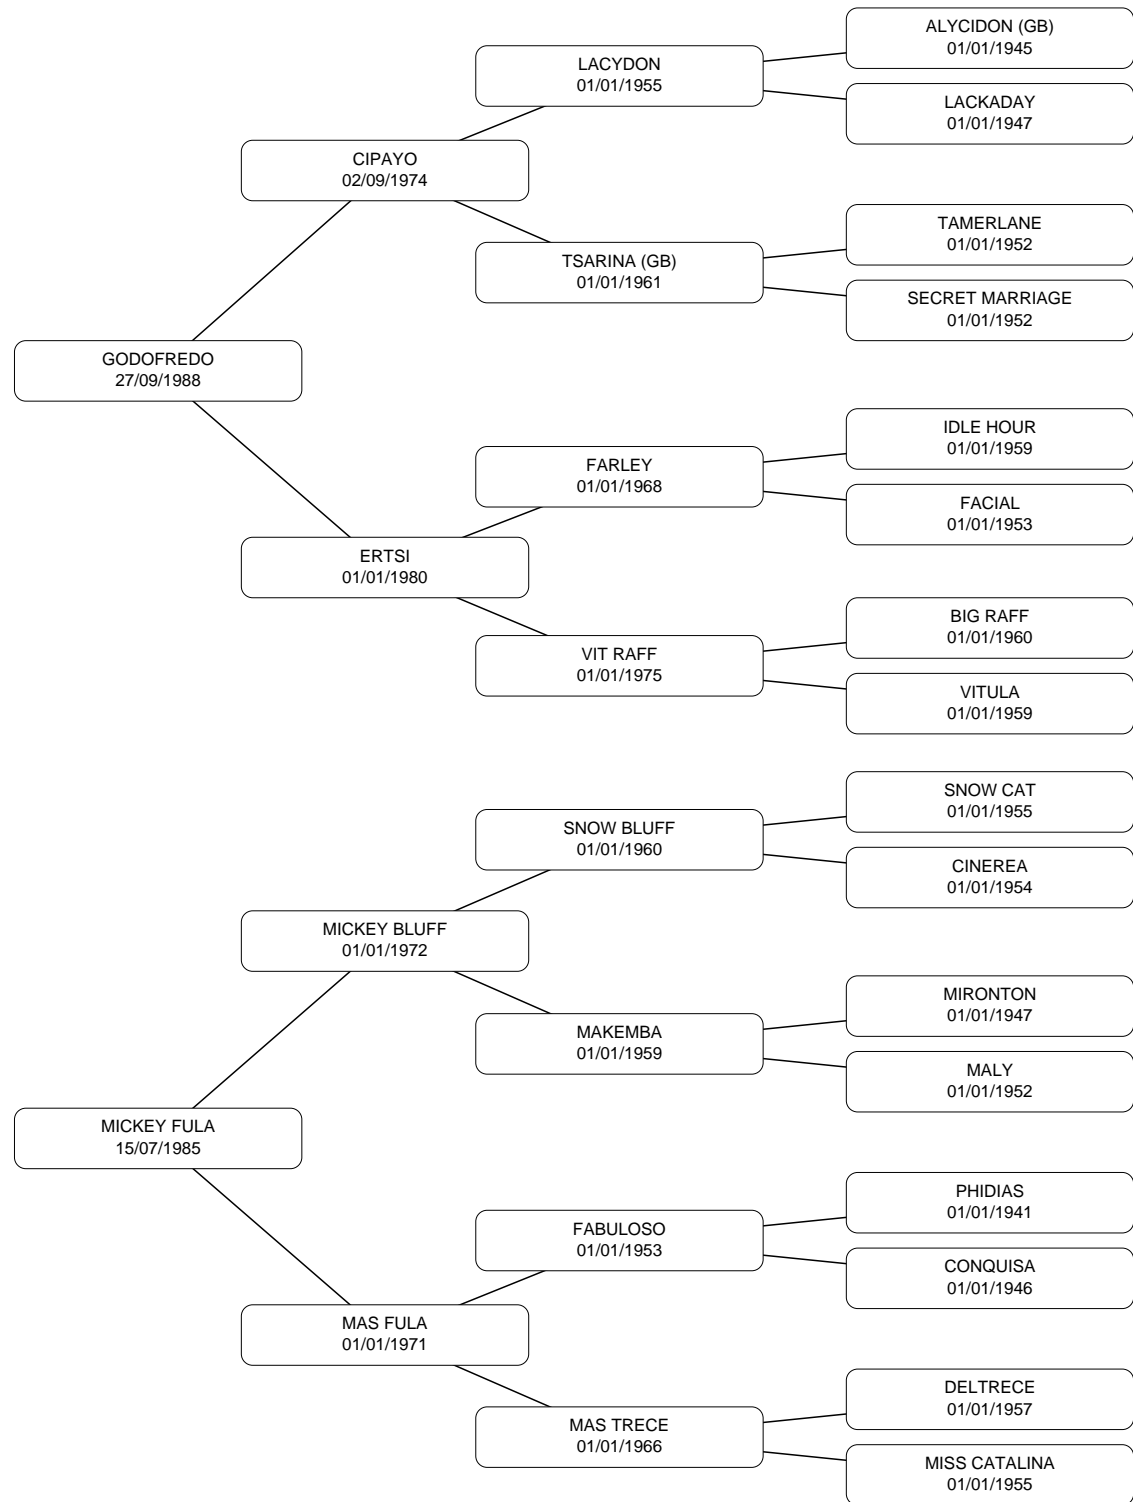 ALYCIDON (GB)
01/01/1945
LACYDON
01/01/1955
LACKADAY
01/01/1947
CIPAYO
02/09/1974
TAMERLANE
01/01/1952
TSARINA (GB)
01/01/1961
SECRET MARRIAGE
01/01/1952
GODOFREDO
27/09/1988
IDLE HOUR
01/01/1959
FARLEY
01/01/1968
FACIAL
01/01/1953
ERTSI
01/01/1980
BIG RAFF
01/01/1960
VIT RAFF
01/01/1975
VITULA
01/01/1959
SNOW CAT
01/01/1955
SNOW BLUFF
01/01/1960
CINEREA
01/01/1954
MICKEY BLUFF
01/01/1972
MIRONTON
01/01/1947
MAKEMBA
01/01/1959
MALY
01/01/1952
MICKEY FULA
15/07/1985
PHIDIAS
01/01/1941
FABULOSO
01/01/1953
CONQUISA
01/01/1946
MAS FULA
01/01/1971
DELTRECE
01/01/1957
MAS TRECE
01/01/1966
MISS CATALINA
01/01/1955